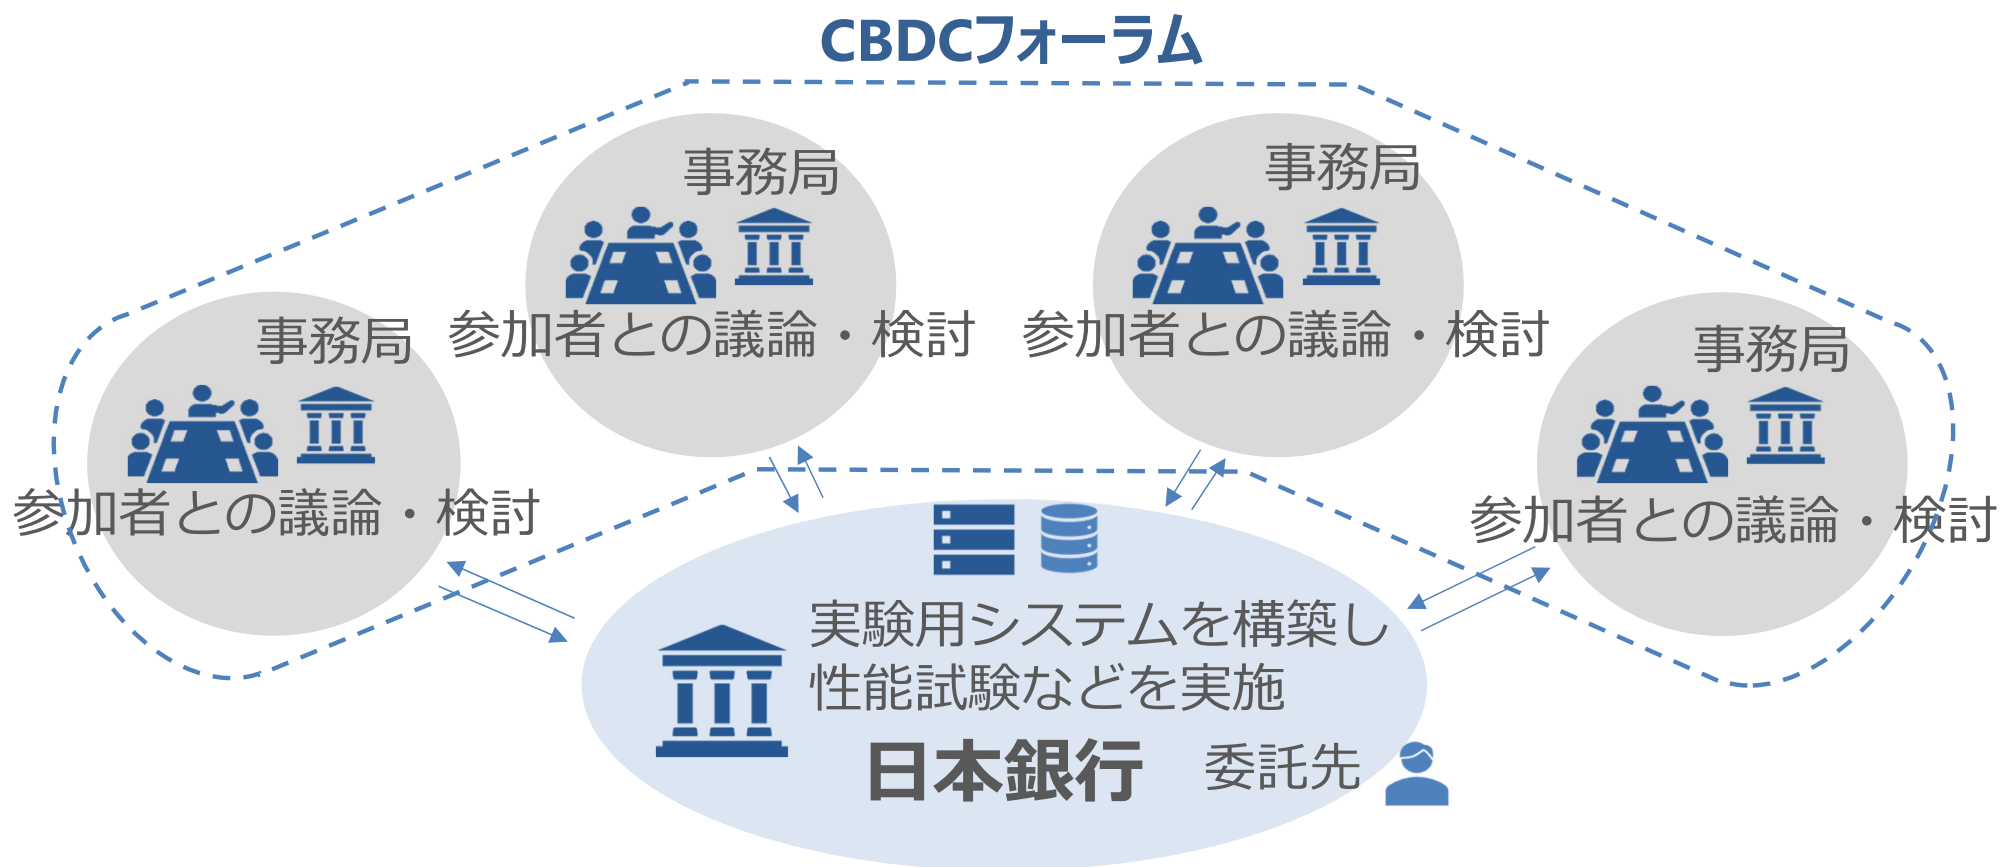 CBDCフォーラム
事務局
参加者との議論・検討
事務局
参加者との議論・検討
事務局
参加者との議論・検討
事務局
参加者との議論・検討
実験用システムを構築し
性能試験などを実施
日本銀行
委託先